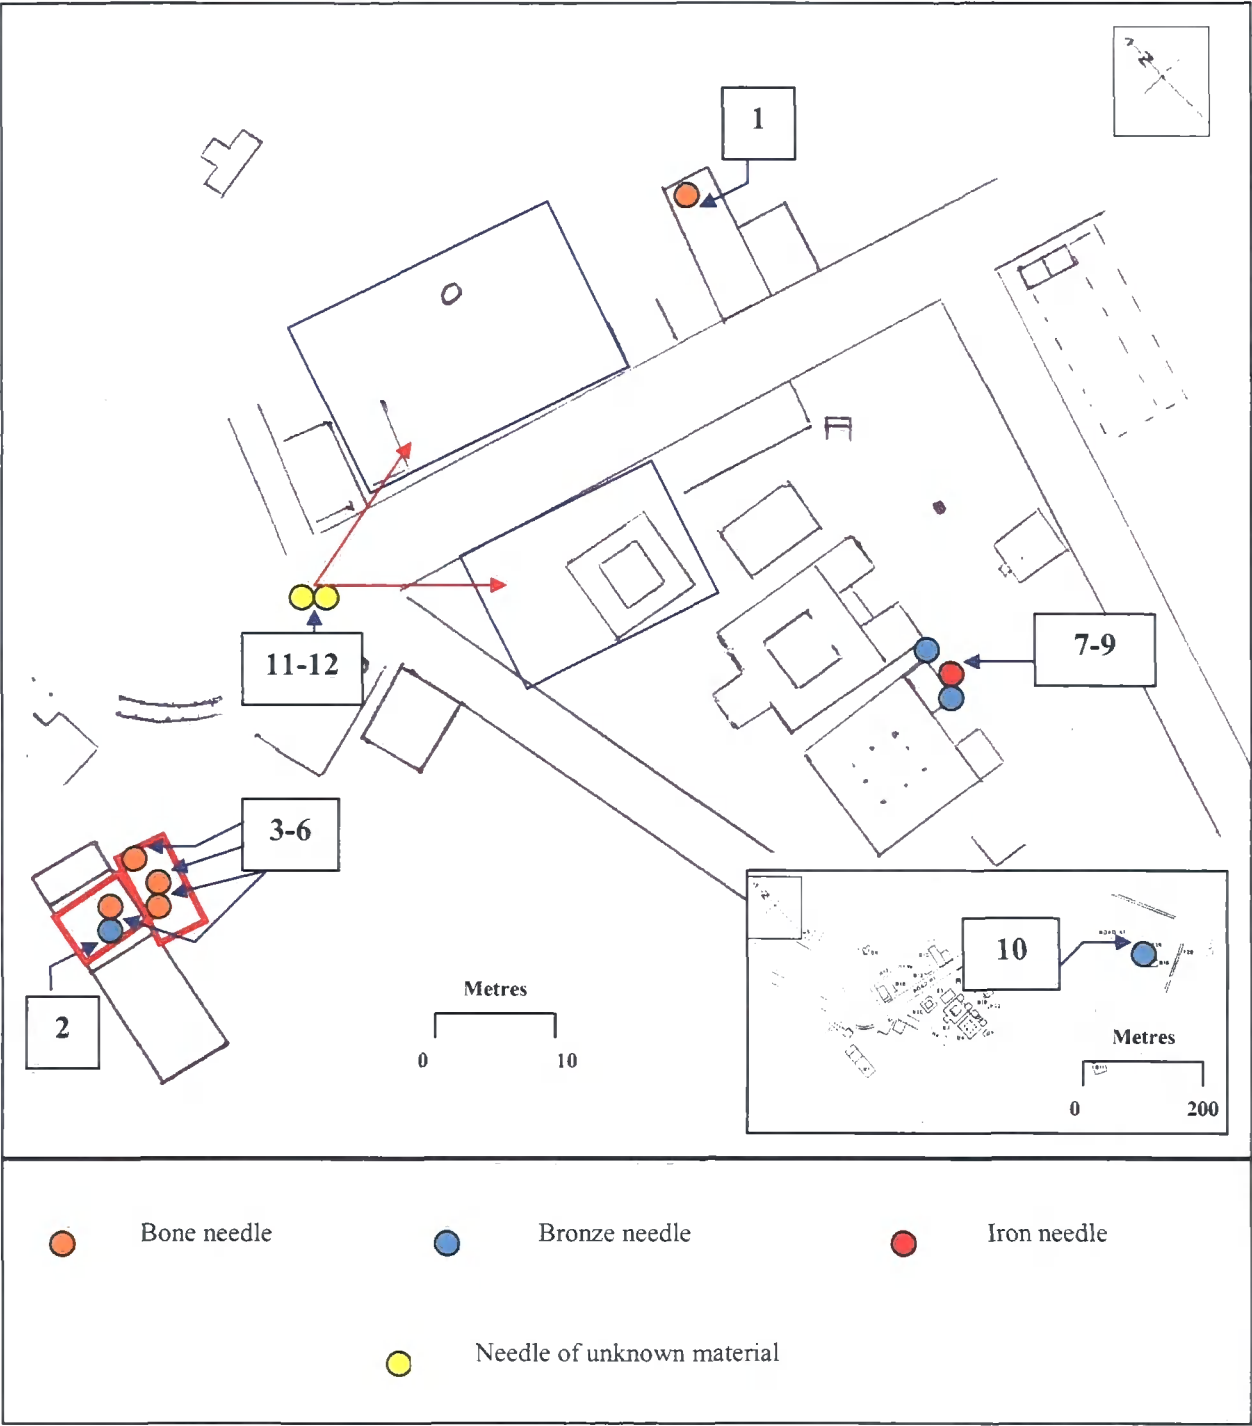 N
1
11-12
7-9
3-6
2
Metres
0 10
10
Metres
0 200
Bone needle
Bronze needle
Iron needle
Needle of unknown material